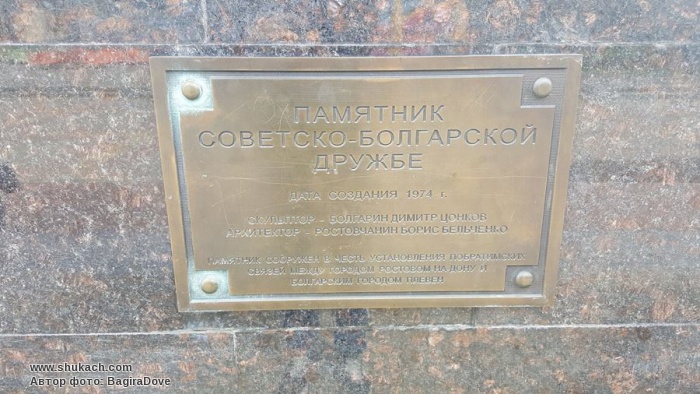 ПАМЯТНИК
СОВЕТСКО-БОЛГАРСКОЙ
ДРУЖБЕ
ДАТА СОЗДАНИЯ 1974 г.
СКУЛЬПТОР - БОЛГАРИН ДИМИТР ЦОНКОВ
АРХИТЕКТОР - РОСТОВЧАНИН БОРИС БЕЛЬЧЕНКО
ПАМЯТНИК СООРУЖЕН В ЧЕСТЬ УСТАНОВЛЕНИЯ ПОБРАТИМСКИХ
СВЯЗЕЙ МЕЖДУ ГОРОДОМ РОСТОВОМ НА ДОНУ И
БОЛГАРСКИМ ГОРОДОМ ПЛЕВЕН
www.shukach.com
Автор фото: BagiraDove